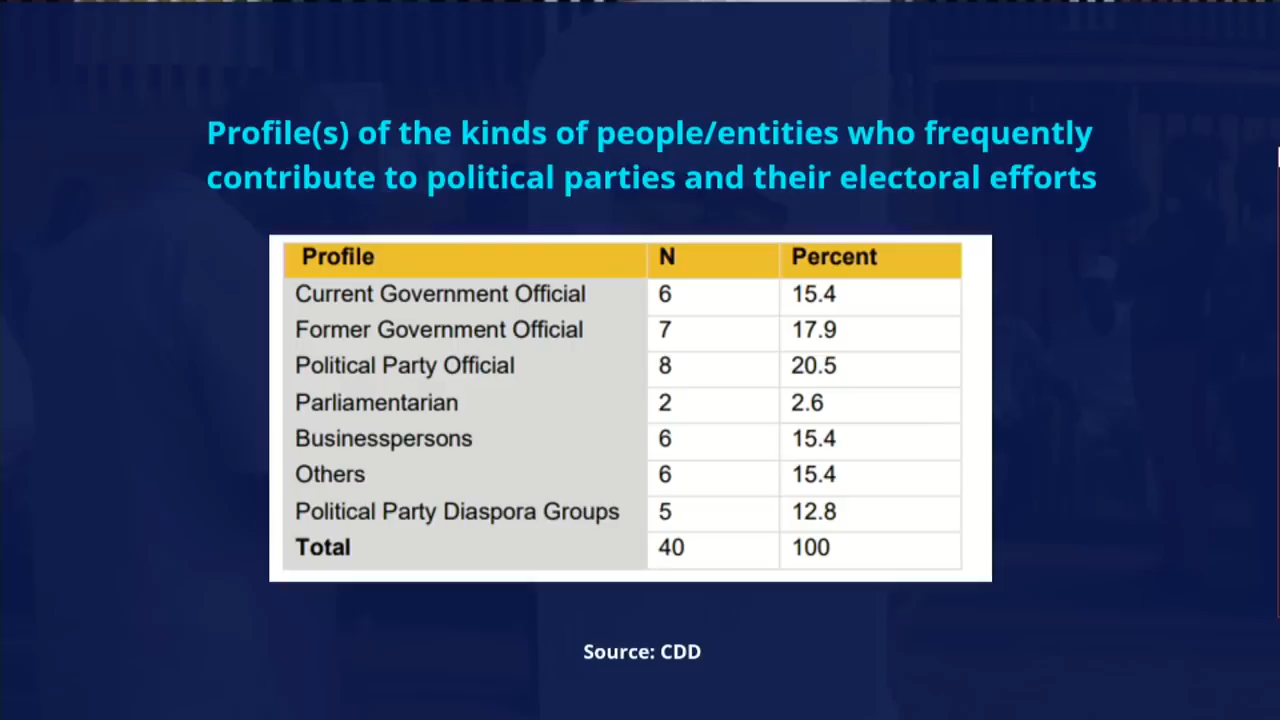 Profile(s) of the kinds of people/entities who frequently
contribute to political parties and their electoral efforts
Profile N Percent
Current Government Official 6 15.4
Former Government Official 7 17.9
Political Party Official 8 20.5
Parliamentarian 2 2.6
Businesspersons 6 15.4
Others 6 15.4
Political Party Diaspora Groups 5 12.8
Total 40 100
Source: CDD